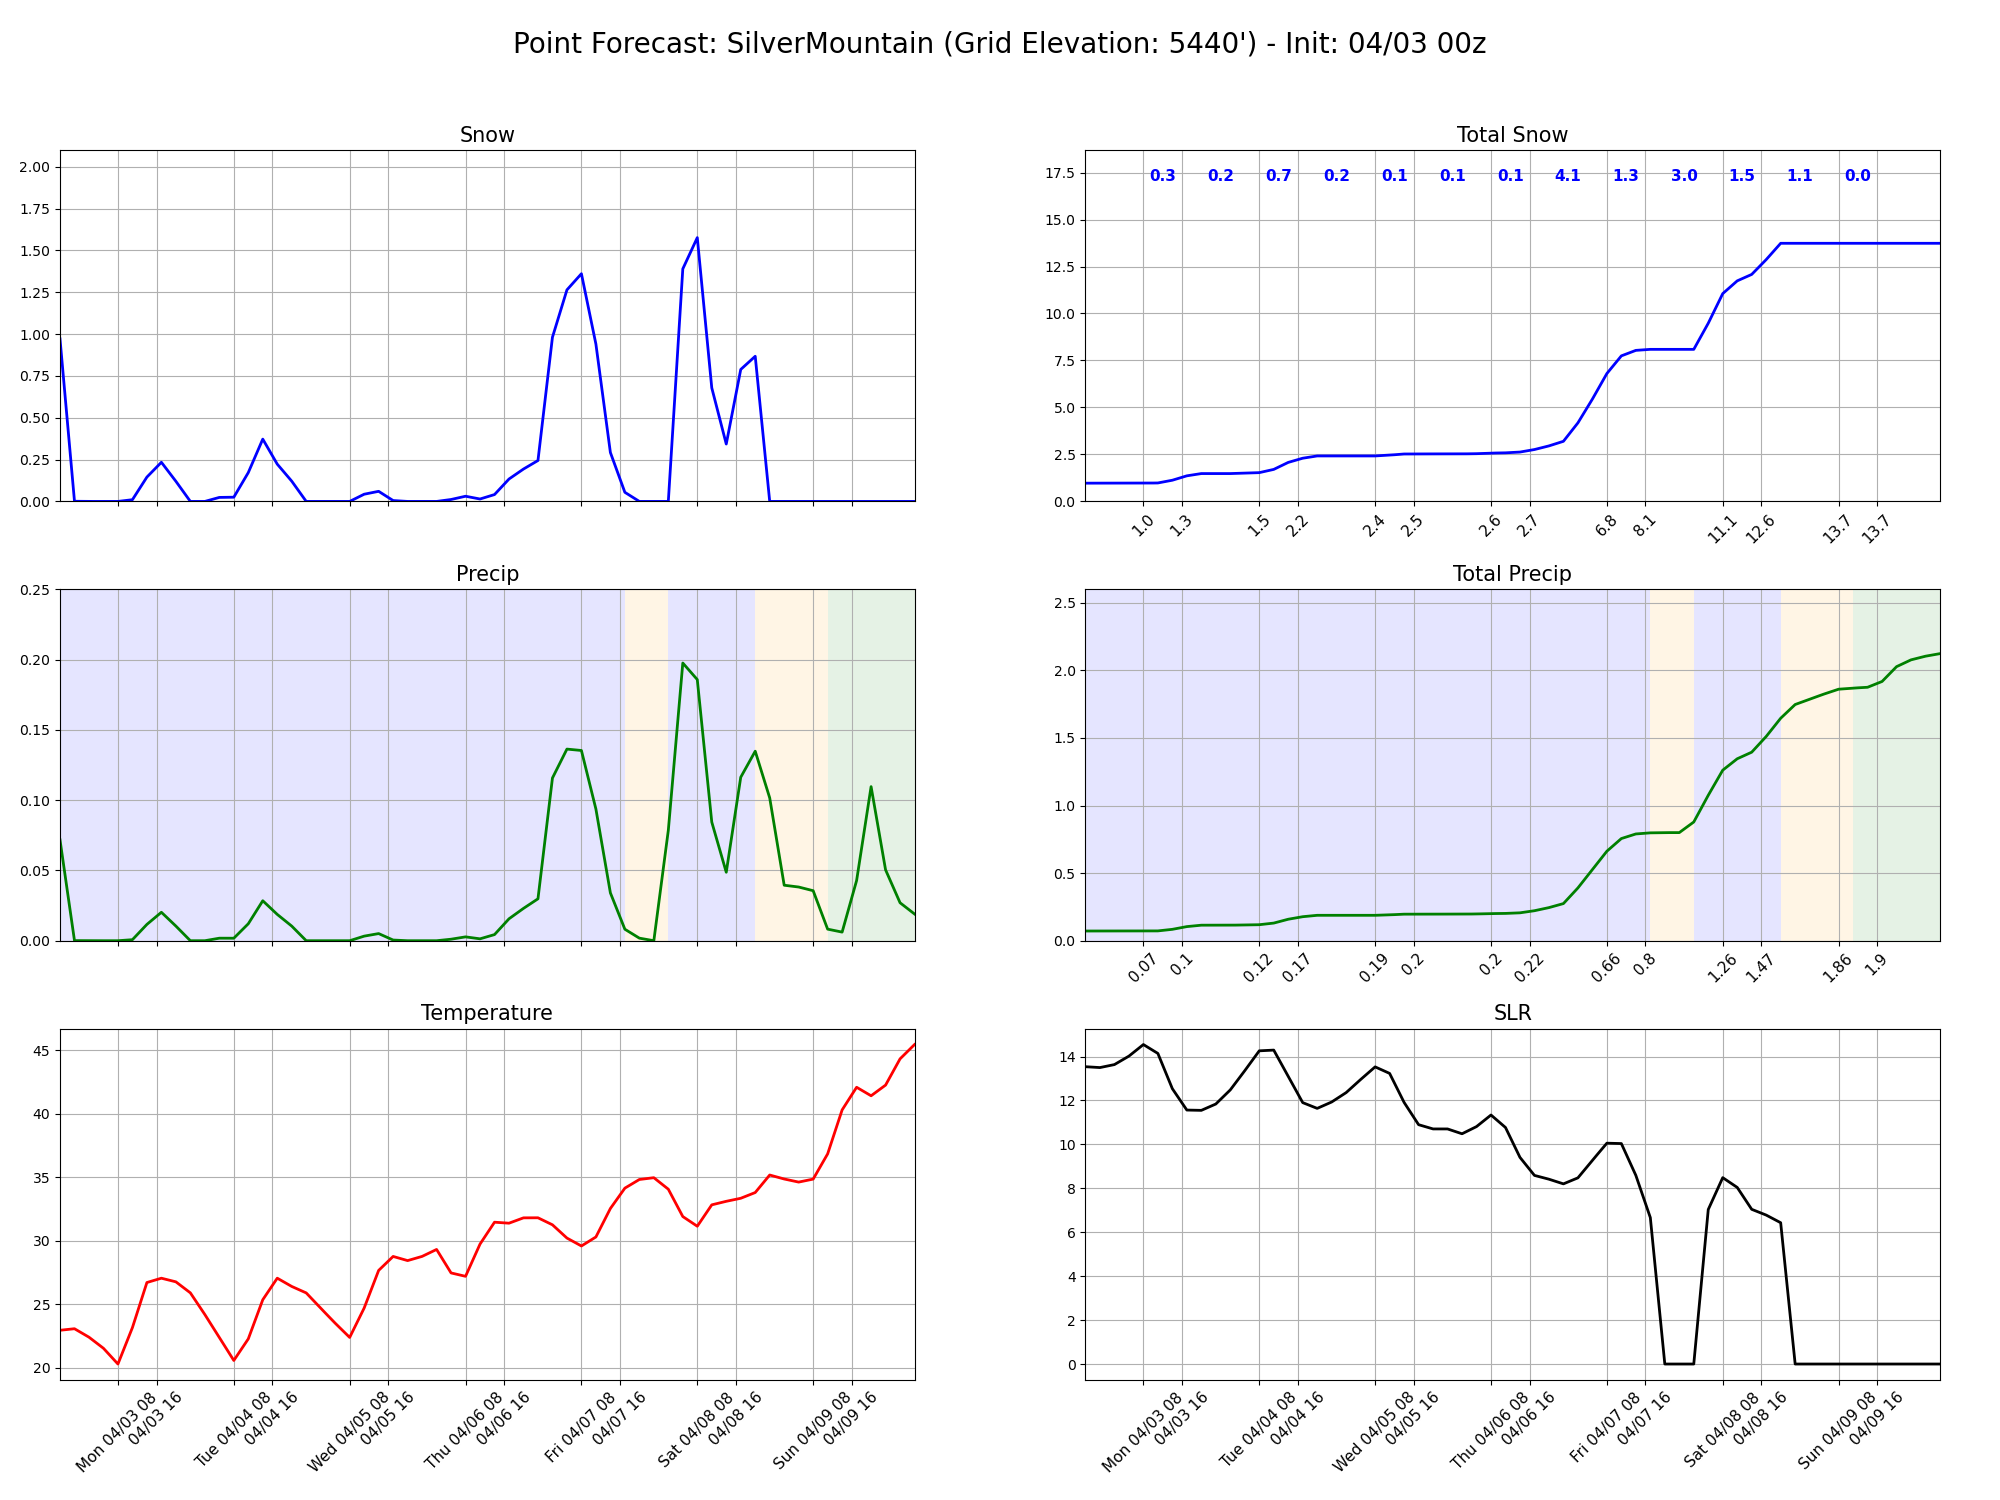 Point Forecast: SilverMountain (Grid Elevation: 5440') - Init: 04/03 00z
Snow
2.00
1.75
1.50
1.25
1.00
0.75
0.50
0.25
0.00
Total Snow
0.3 0.2 0.7 0.2 0.1 0.1 0.1 4.1 1.3 3.0 1.5 1.1 0.0
17.5
15.0
12.5
10.0
7.5
5.0
2.5
0.0
1.0 1.3 1.5 2.2 2.4 2.5 2.6 2.7 6.8 8.1 11.1 12.6 13.7 13.7
Precip
0.25
0.20
0.15
0.10
0.05
0.00
Total Precip
2.5
2.0
1.5
1.0
0.5
0.0
0.07 0.1 0.12 0.17 0.19 0.2 0.2 0.22 0.66 0.8 1.26 1.47 1.86 1.9
Temperature
45
40
35
30
25
20
Mon 04/03 08
04/03 16
Tue 04/04 08
04/04 16
Wed 04/05 08
04/05 16
Thu 04/06 08
04/06 16
Fri 04/07 08
04/07 16
Sat 04/08 08
04/08 16
Sun 04/09 08
04/09 16
SLR
14
12
10
8
6
4
2
0
Mon 04/03 08
04/03 16
Tue 04/04 08
04/04 16
Wed 04/05 08
04/05 16
Thu 04/06 08
04/06 16
Fri 04/07 08
04/07 16
Sat 04/08 08
04/08 16
Sun 04/09 08
04/09 16